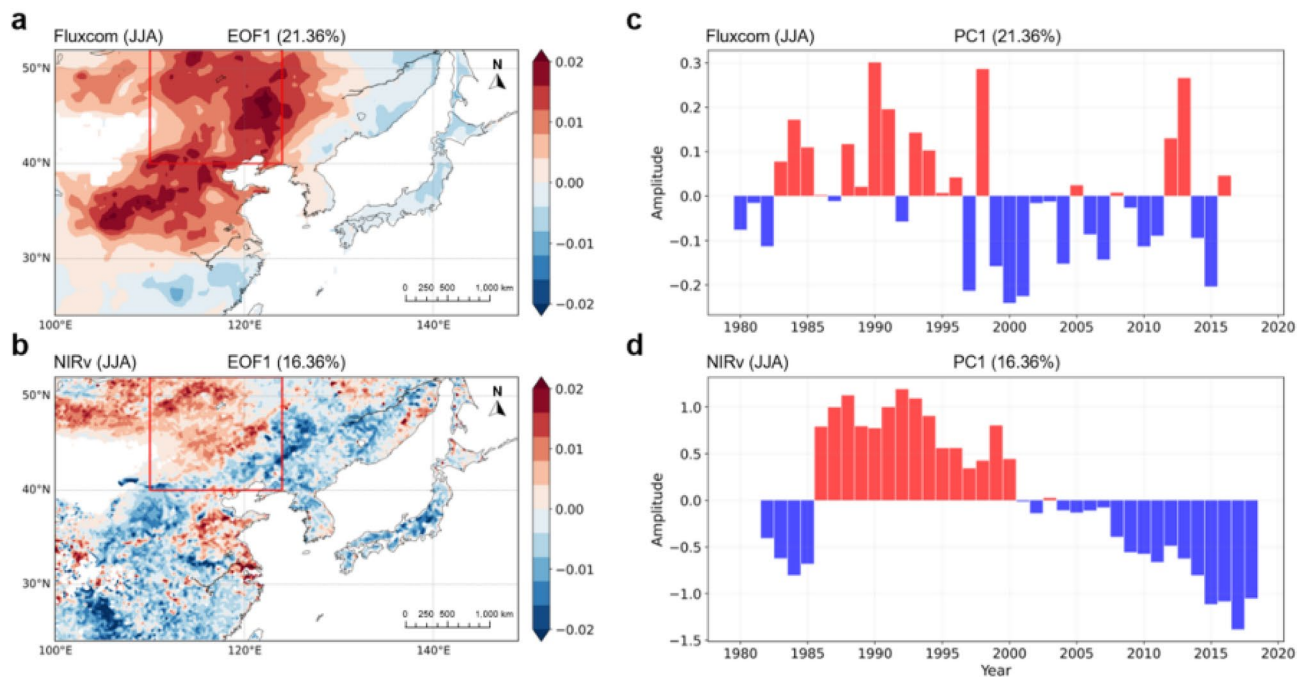 a
Fluxcom (JJA) EOF1 (21.36%)
50°N
40°N
30°N
N
0 250 500 1,000 km
100°E 120°E 140°E
0.02
0.01
0.00
−0.01
−0.02
b
NIRv (JJA) EOF1 (16.36%)
50°N
40°N
30°N
N
0 250 500 1,000 km
100°E 120°E 140°E
0.02
0.01
0.00
−0.01
−0.02
c
Fluxcom (JJA) PC1 (21.36%)
Amplitude
0.3
0.2
0.1
0.0
−0.1
−0.2
1980 1985 1990 1995 2000 2005 2010 2015 2020
d
NIRv (JJA) PC1 (16.36%)
Amplitude
1.0
0.5
0.0
−0.5
−1.0
−1.5
1980 1985 1990 1995 2000 2005 2010 2015 2020
Year